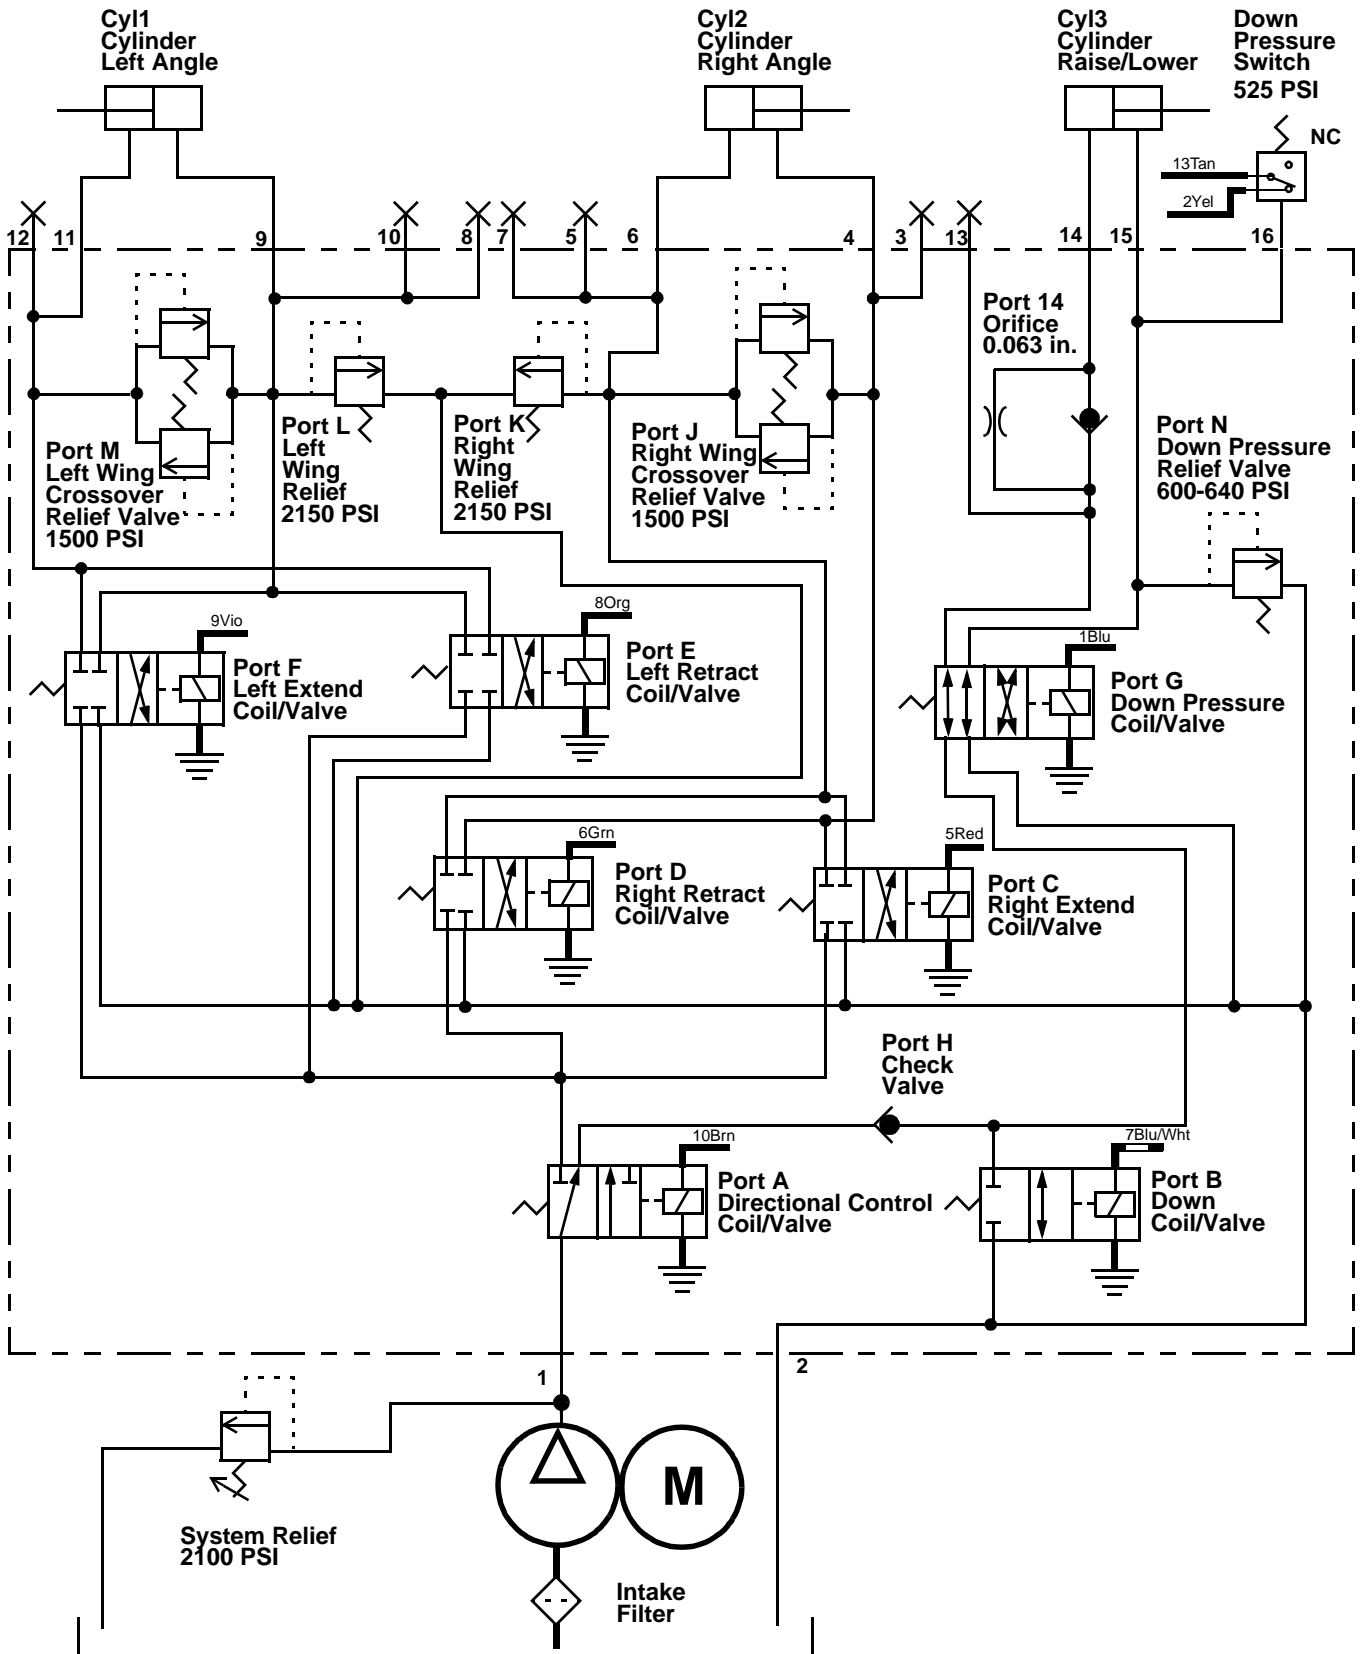 Cyl1
Cylinder
Left Angle
Cyl2
Cylinder
Right Angle
Cyl3
Cylinder
Raise/Lower
Down
Pressure
Switch
525 PSI
NC
13Tan
2Yel
12
11
9
10
8
7
5
6
4
3
13
14
15
16
Port 14
Orifice
0.063 in.
Port M
Left Wing
Crossover
Relief Valve
1500 PSI
Port L
Left
Wing
Relief
2150 PSI
Port K
Right
Wing
Relief
2150 PSI
Port J
Right Wing
Crossover
Relief Valve
1500 PSI
Port N
Down Pressure
Relief Valve
600-640 PSI
9Vio
Port F
Left Extend
Coil/Valve
8Org
Port E
Left Retract
Coil/Valve
1Blu
Port G
Down Pressure
Coil/Valve
6Grn
Port D
Right Retract
Coil/Valve
5Red
Port C
Right Extend
Coil/Valve
Port H
Check
Valve
10Brn
Port A
Directional Control
Coil/Valve
7Blu/Wht
Port B
Down
Coil/Valve
1
2
M
System Relief
2100 PSI
Intake
Filter